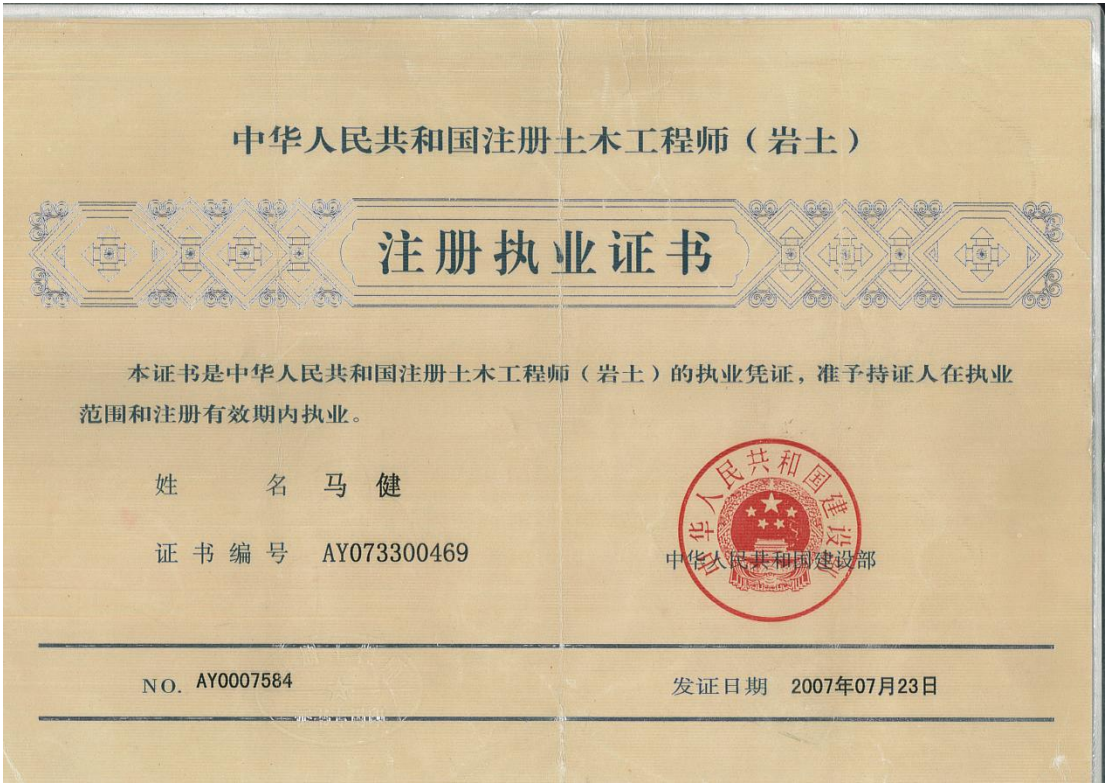 中华人民共和国注册土木工程师（岩土）
注册执业证书
本证书是中华人民共和国注册土木工程师（岩土）的执业凭证，准予持证人在执业
范围和注册有效期内执业。
姓 名 马 健
证书编号 AY073300469
中华人民共和国建设部
中华人民共和国建设部
NO. AY0007584
发证日期 2007年07月23日